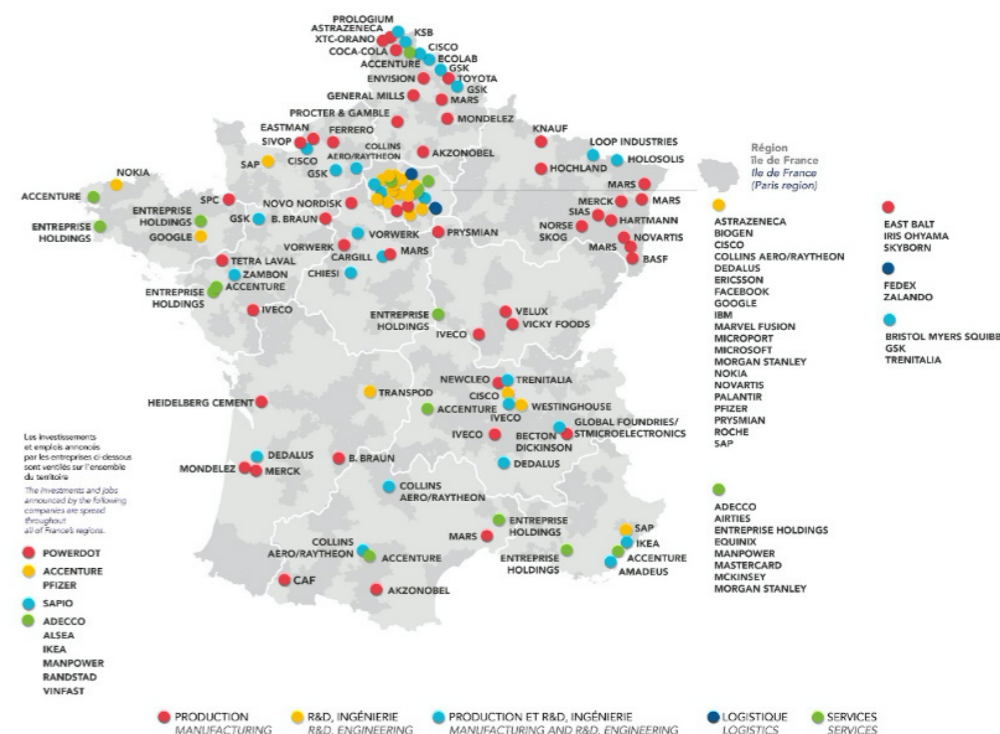 PROLOGIUM
ASTRAZENECA
XTC-ORANO
KSB
COCA-COLA
CISCO
ACCENTURE
ECOLAB
GSK
ENVISION
TOYOTA
GSK
GENERAL MILLS
MARS
PROCTER & GAMBLE
MONDELEZ
EASTMAN
FERRERO
SIVOP
KNAUF
LOOP INDUSTRIES
COLLINS
AERO/RAYTHEON
AKZONOBEL
SAP
CISCO
GSK
HOLOSOLIS
HOCHLAND
NOKIA
ACCENTURE
SPC
NOVO NORDISK
MARS
MERCK
MARS
SIAS
HARTMANN
ENTREPRISE
HOLDINGS
ENTREPRISE
HOLDINGS
GSK
B. BRAUN
GOOGLE
VORWERK
PRYSMIAN
NORSE
SKOG
NOVARTIS
VORWERK
MARS
MARS
CARGILL
BASF
TETRA LAVAL
ZAMBON
CHIESI
ACCENTURE
ENTREPRISE
HOLDINGS
IVECO
ENTREPRISE
HOLDINGS
VELUX
VICKY FOODS
IVECO
NEWCLEO
TRENITALIA
TRANSPOD
CISCO
HEIDELBERG CEMENT
ACCENTURE
WESTINGHOUSE
IVECO
GLOBAL FOUNDRIES/
STMICROELECTRONICS
IVECO
BECTON
DICKINSON
DEDALUS
B. BRAUN
MONDELEZ
MERCK
DEDALUS
COLLINS
AERO/RAYTHEON
ENTREPRISE
HOLDINGS
SAP
MARS
IKEA
COLLINS
AERO/RAYTHEON
ACCENTURE
ENTREPRISE
HOLDINGS
ACCENTURE
AMADEUS
CAF
AKZONOBEL
Région
île de France
île de France
(Paris region)
ASTRAZENECA
BIOGEN
CISCO
COLLINS AERO/RAYTHEON
DEDALUS
ERICSSON
FACEBOOK
GOOGLE
IBM
MARVEL FUSION
MICROPORT
MICROSOFT
MORGAN STANLEY
NOKIA
NOVARTIS
PALANTIR
PFIZER
PRYSMIAN
ROCHE
SAP
EAST BALT
IRIS OHYAMA
SKYBORN
FEDEX
ZALANDO
BRISTOL MYERS SQUIBB
GSK
TRENITALIA
ADECCO
AIRTIES
ENTREPRISE HOLDINGS
EQUINIX
MANPOWER
MASTERCARD
MCKINSEY
MORGAN STANLEY
Les investissements
et emplois annoncés
par les entreprises ci-dessous
sont ventilés sur l'ensemble
du territoire
The investments and jobs
announced by the following
companies are spread
throughout
all of France's regions.
POWERDOT
ACCENTURE
PFIZER
SAPIO
ADECCO
ALSEA
IKEA
MANPOWER
RANDSTAD
VINFAST
PRODUCTION
MANUFACTURING
R&D, INGÉNIERIE
R&D, ENGINEERING
PRODUCTION ET R&D, INGÉNIERIE
MANUFACTURING AND R&D, ENGINEERING
LOGISTIQUE
LOGISTICS
SERVICES
SERVICES